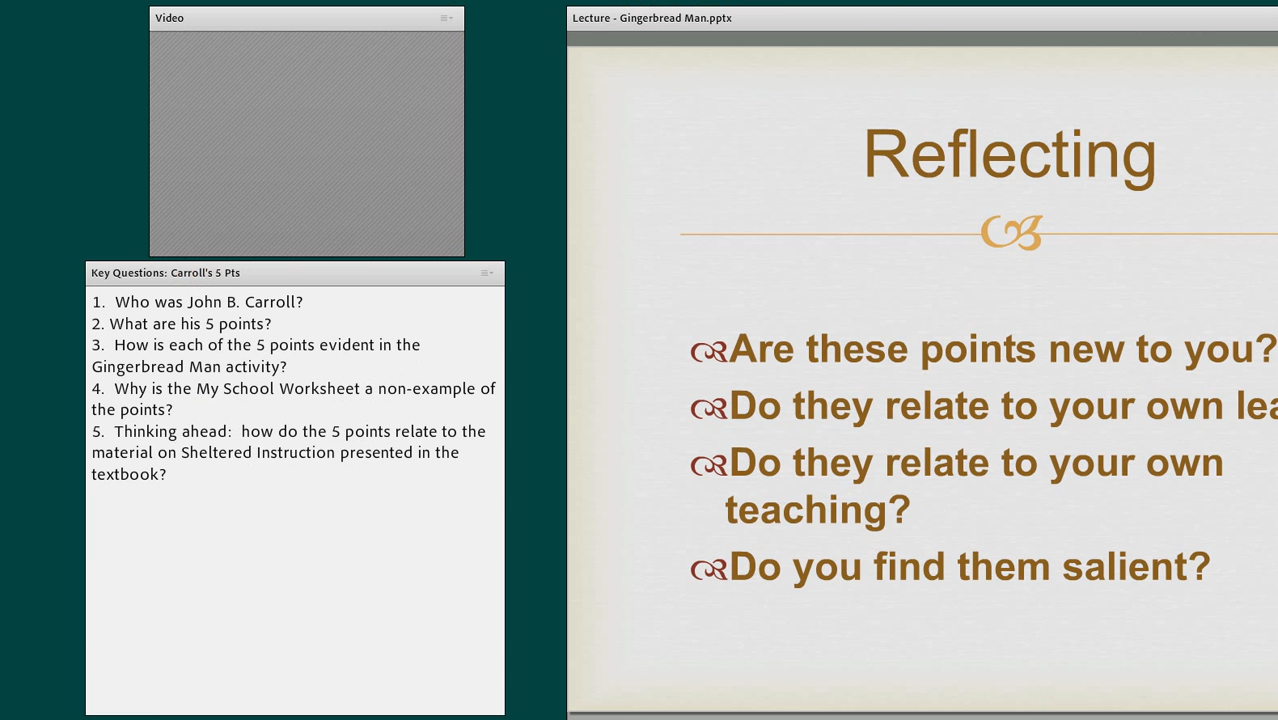 Video
Key Questions: Carroll's 5 Pts
1.  Who was John B. Carroll?
2. What are his 5 points?
3.  How is each of the 5 points evident in the
Gingerbread Man activity?
4.  Why is the My School Worksheet a non-example of
the points?
5.  Thinking ahead:  how do the 5 points relate to the
material on Sheltered Instruction presented in the
textbook?
Lecture - Gingerbread Man.pptx
Reflecting
Are these points new to you?
Do they relate to your own
Do they relate to your own
teaching?
Do you find them salient?